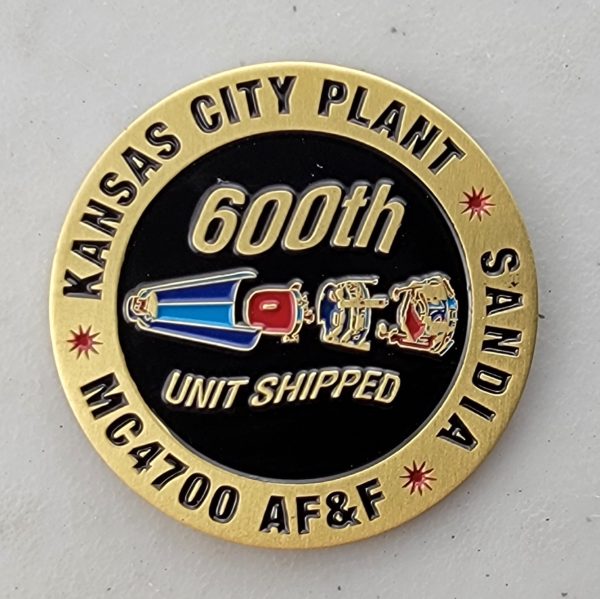 KANSAS CITY PLANT
SANDIA
MC4700 AF&F
600th
UNIT SHIPPED